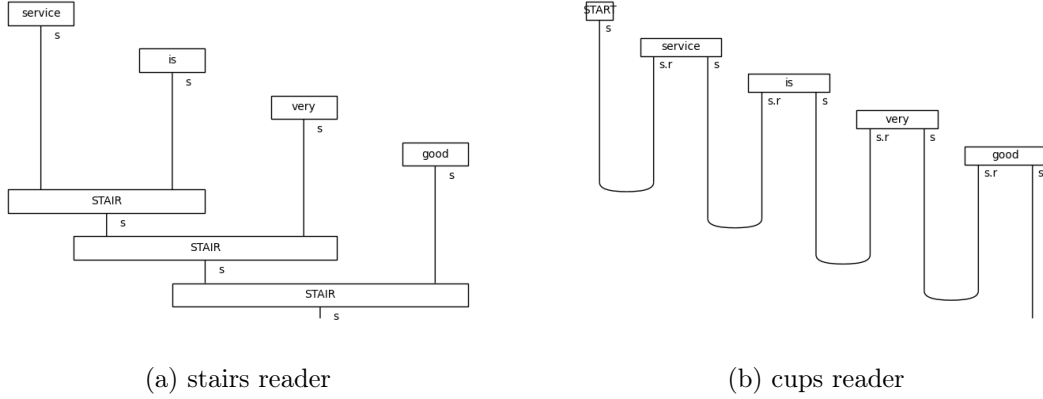 service
s
is
s
very
s
good
s
STAIR
s
STAIR
s
STAIR
s
(a) stairs reader
START
s
service
s.r s
is
s.r s
very
s.r s
good
s.r s
(b) cups reader